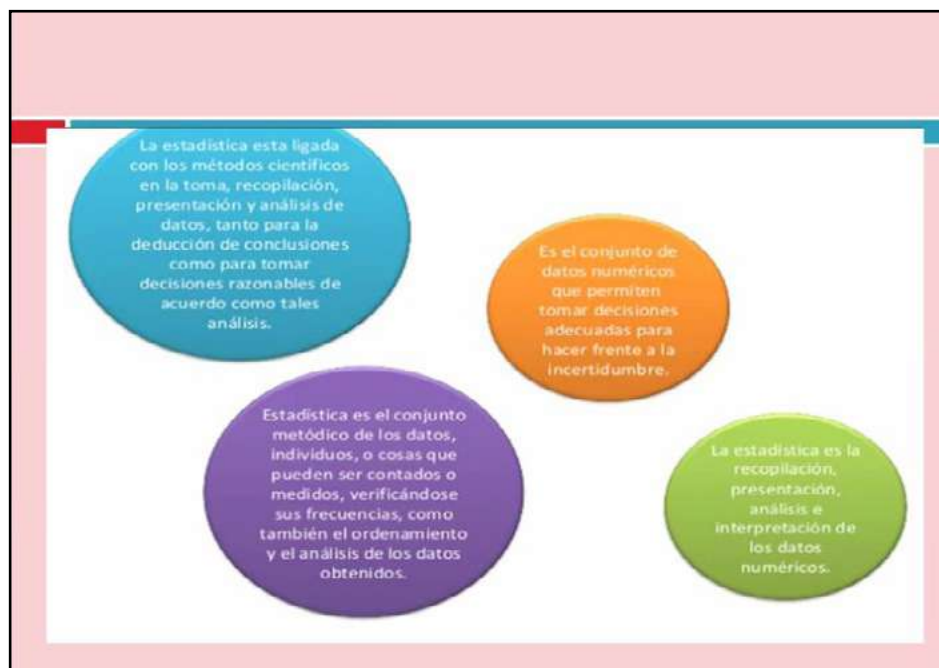 La estadística esta ligada
con los métodos científicos
en la toma, recopilación,
presentación y análisis de
datos, tanto para la
deducción de conclusiones
como para tomar
decisiones razonables de
acuerdo como tales
análisis.
Es el conjunto de
datos numéricos
que permiten
tomar decisiones
adecuadas para
hacer frente a la
incertidumbre.
Estadística es el conjunto
metódico de los datos,
individuos, o cosas que
pueden ser contados o
medidos, verificándose
sus frecuencias, como
también el ordenamiento
y el análisis de los datos
obtenidos.
La estadística es la
recopilación,
presentación,
análisis e
interpretación de
los datos
numéricos.